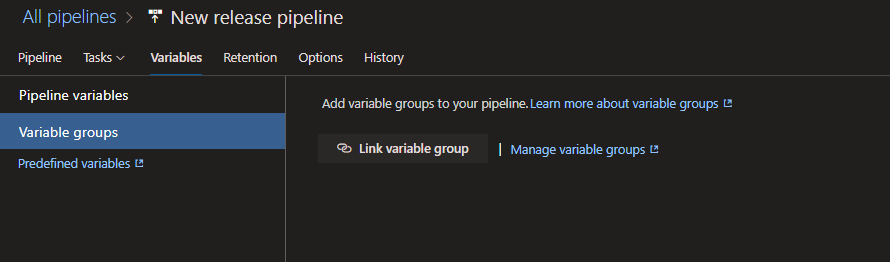 All pipelines > New release pipeline
Pipeline Tasks Variables Retention Options History
Pipeline variables
Variable groups
Predefined variables
Add variable groups to your pipeline. Learn more about variable groups
Link variable group | Manage variable groups